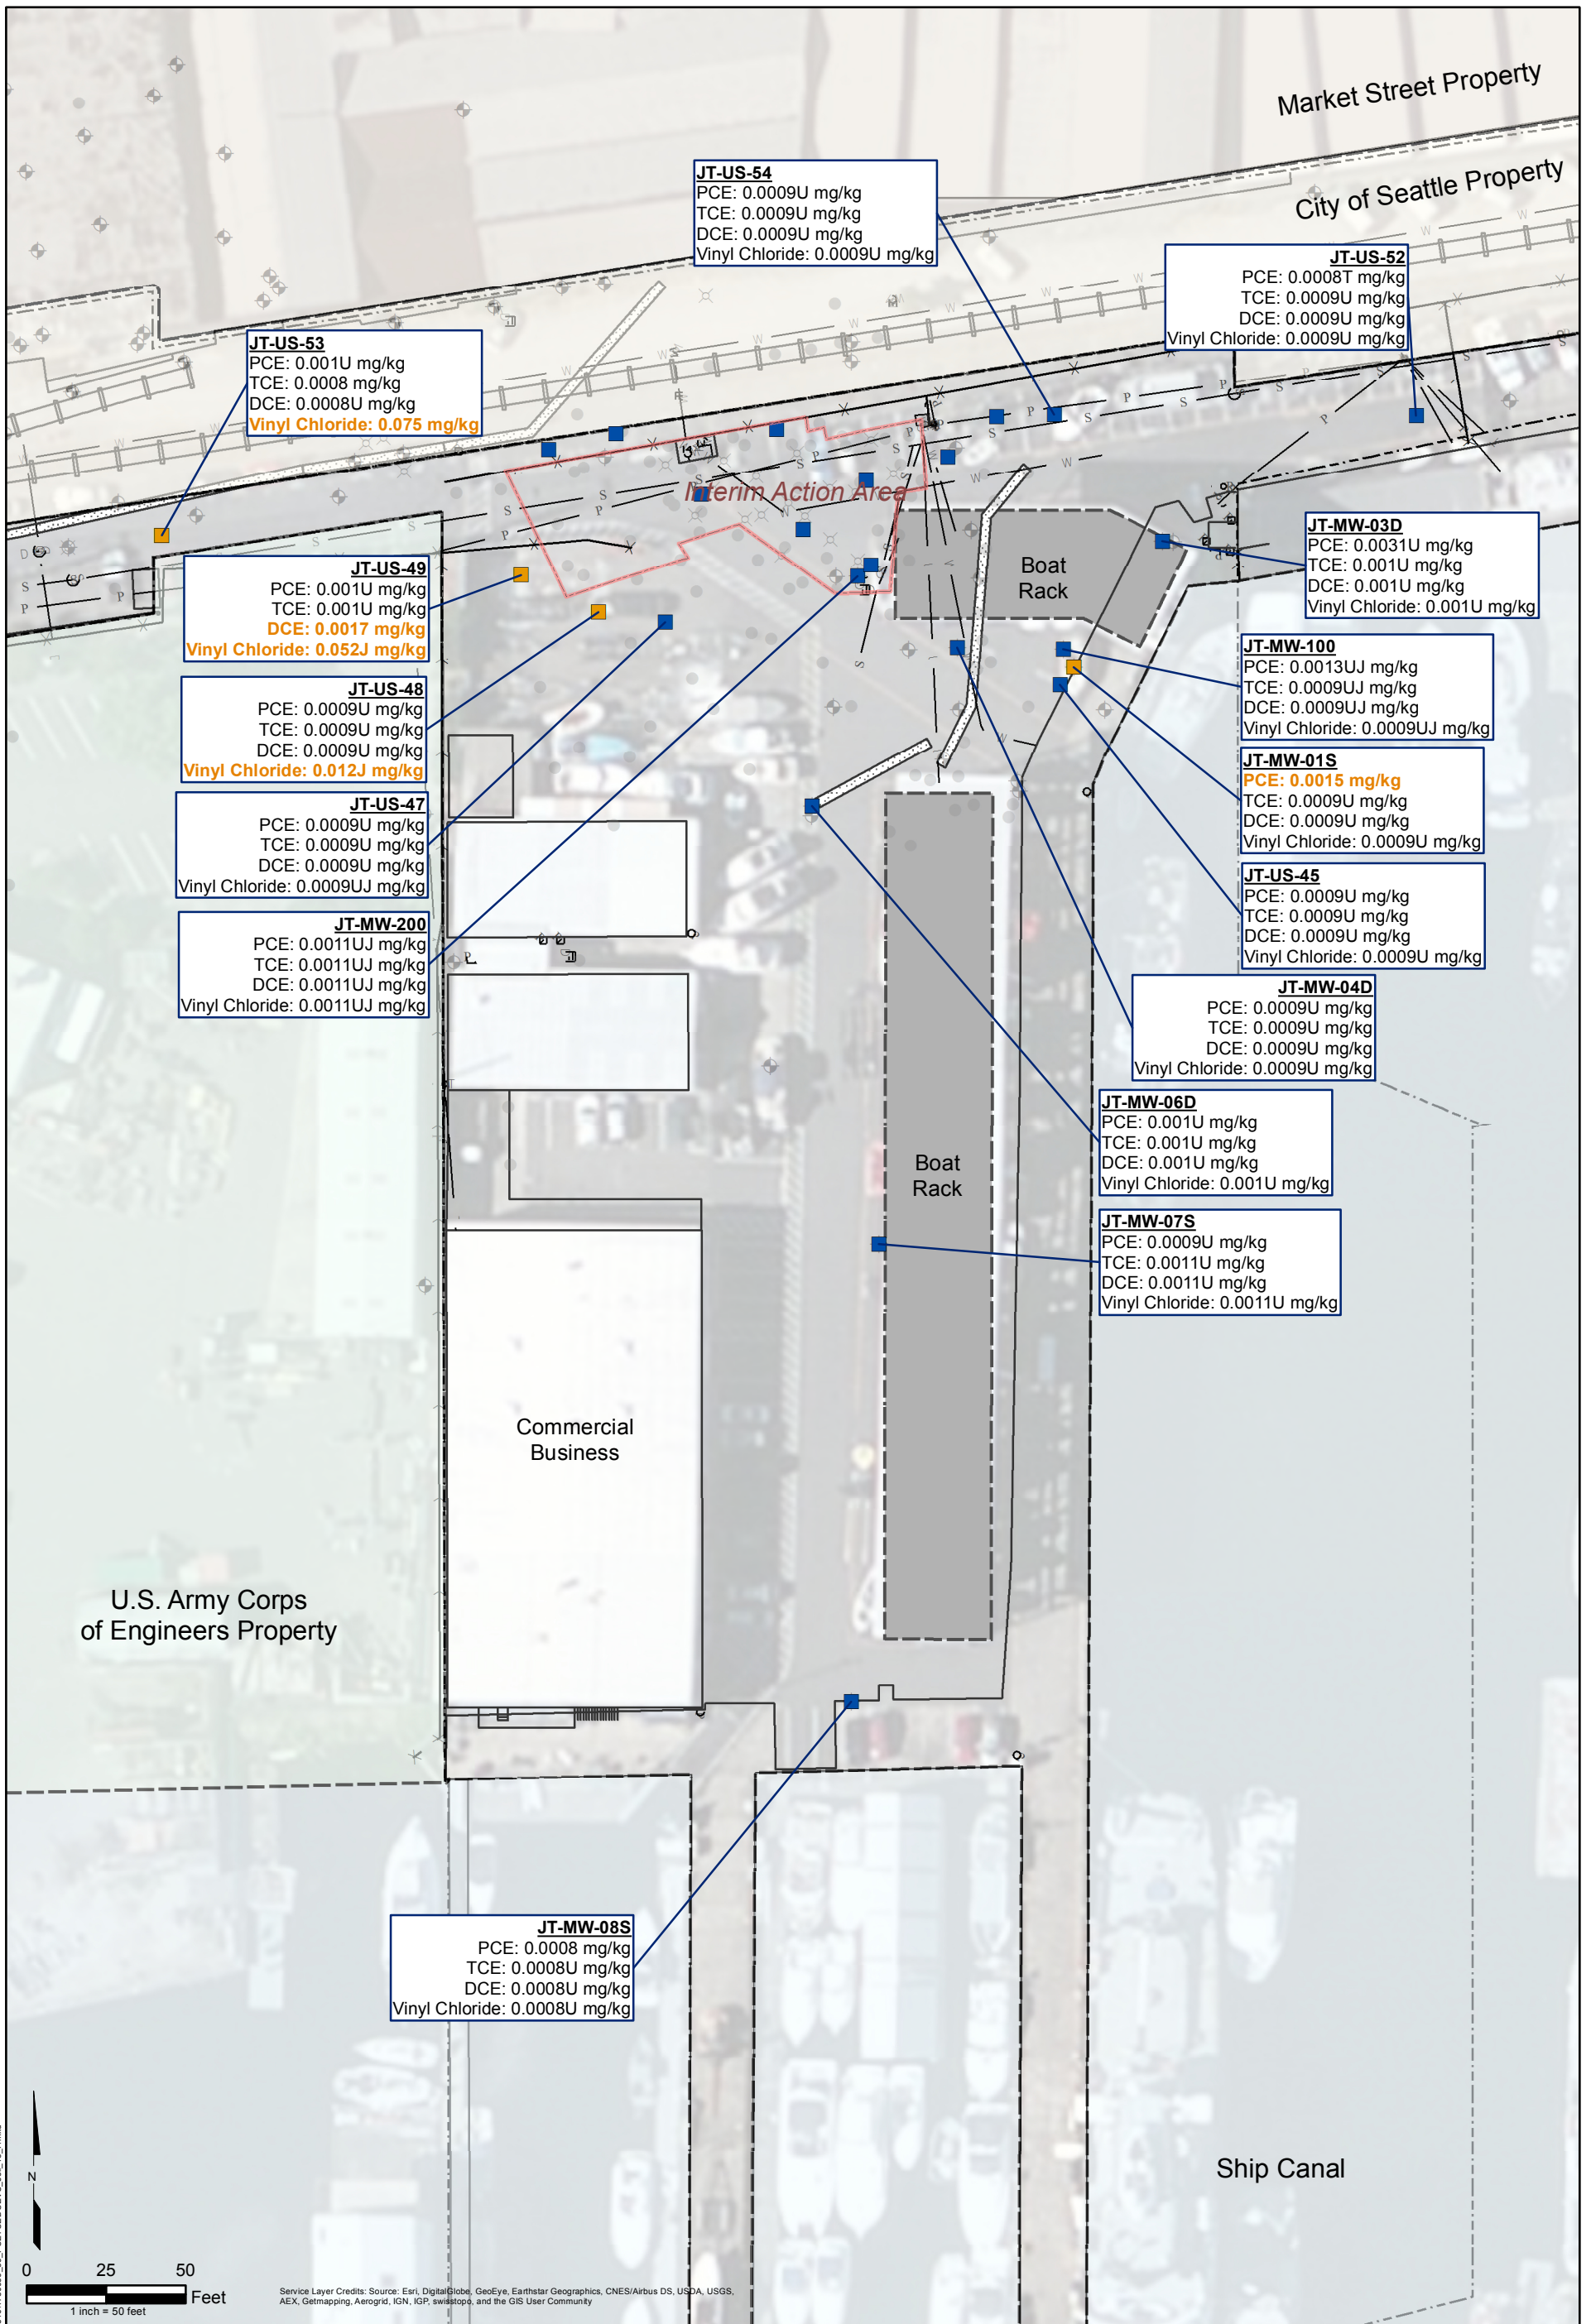 Market Street Property
City of Seattle Property
JT-US-54
PCE: 0.0009U mg/kg
TCE: 0.0009U mg/kg
DCE: 0.0009U mg/kg
Vinyl Chloride: 0.0009U mg/kg
JT-US-52
PCE: 0.0008T mg/kg
TCE: 0.0009U mg/kg
DCE: 0.0009U mg/kg
Vinyl Chloride: 0.0009U mg/kg
JT-US-53
PCE: 0.001U mg/kg
TCE: 0.0008 mg/kg
DCE: 0.0008U mg/kg
Vinyl Chloride: 0.075 mg/kg
Interim Action Area
JT-MW-03D
PCE: 0.0031U mg/kg
TCE: 0.001U mg/kg
DCE: 0.001U mg/kg
Vinyl Chloride: 0.001U mg/kg
Boat
Rack
JT-US-49
PCE: 0.001U mg/kg
TCE: 0.001U mg/kg
DCE: 0.0017 mg/kg
Vinyl Chloride: 0.052J mg/kg
JT-MW-100
PCE: 0.0013UJ mg/kg
TCE: 0.0009UJ mg/kg
DCE: 0.0009UJ mg/kg
Vinyl Chloride: 0.0009UJ mg/kg
JT-US-48
PCE: 0.0009U mg/kg
TCE: 0.0009U mg/kg
DCE: 0.0009U mg/kg
Vinyl Chloride: 0.012J mg/kg
JT-MW-01S
PCE: 0.0015 mg/kg
TCE: 0.0009U mg/kg
DCE: 0.0009U mg/kg
Vinyl Chloride: 0.0009U mg/kg
JT-US-47
PCE: 0.0009U mg/kg
TCE: 0.0009U mg/kg
DCE: 0.0009U mg/kg
Vinyl Chloride: 0.0009UJ mg/kg
JT-US-45
PCE: 0.0009U mg/kg
TCE: 0.0009U mg/kg
DCE: 0.0009U mg/kg
Vinyl Chloride: 0.0009U mg/kg
JT-MW-200
PCE: 0.0011UJ mg/kg
TCE: 0.0011UJ mg/kg
DCE: 0.0011UJ mg/kg
Vinyl Chloride: 0.0011UJ mg/kg
JT-MW-04D
PCE: 0.0009U mg/kg
TCE: 0.0009U mg/kg
DCE: 0.0009U mg/kg
Vinyl Chloride: 0.0009U mg/kg
JT-MW-06D
PCE: 0.001U mg/kg
TCE: 0.001U mg/kg
DCE: 0.001U mg/kg
Vinyl Chloride: 0.001U mg/kg
Boat
Rack
JT-MW-07S
PCE: 0.0009U mg/kg
TCE: 0.0011U mg/kg
DCE: 0.0011U mg/kg
Vinyl Chloride: 0.0011U mg/kg
Commercial
Business
U.S. Army Corps
of Engineers Property
JT-MW-08S
PCE: 0.0008 mg/kg
TCE: 0.0008U mg/kg
DCE: 0.0008U mg/kg
Vinyl Chloride: 0.0008U mg/kg
Ship Canal
N
0 25 50
Feet
1 inch = 50 feet
Service Layer Credits: Source: Esri, DigitalGlobe, GeoEye, Earthstar Geographics, CNES/Airbus DS, USDA, USGS,
AEX, Getmapping, Aerogrid, IGN, IGP, swisstopo, and the GIS User Community